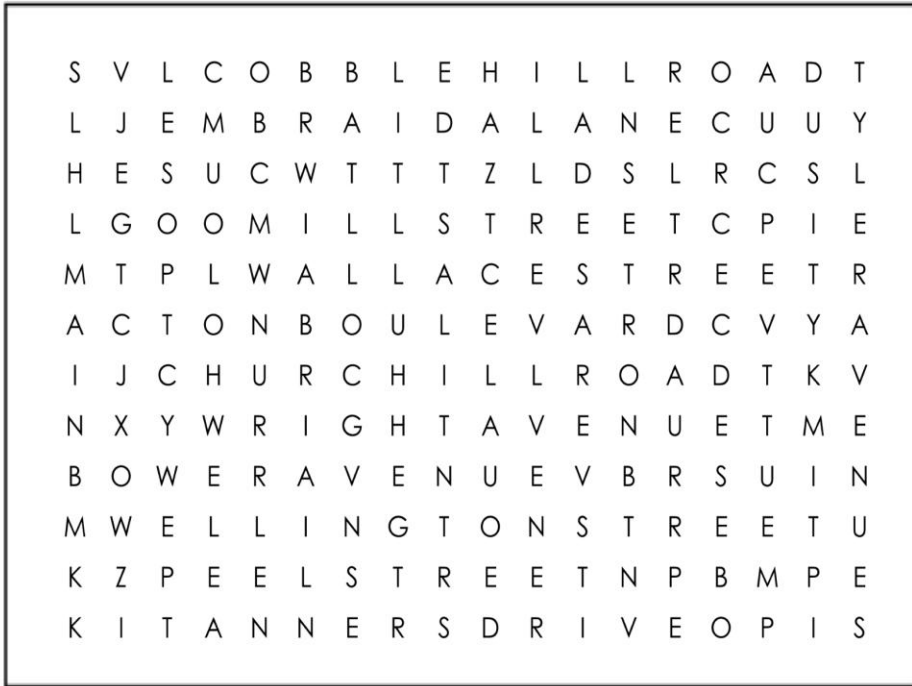 S V L C O B B L E H I L L R O A D T
L J E M B R A I D A L A N E C U U Y
H E S U C W T T T Z L D S L R C S L
L G O O M I L L S T R E E T C P I E
M T P L W A L L A C E S T R E E T R
A C T O N B O U L E V A R D C V Y A
I J C H U R C H I L L R O A D T K V
N X Y W R I G H T A V E N U E T M E
B O W E R A V E N U E V B R S U I N
M W E L L I N G T O N S T R E E T U
K Z P E E L S T R E E T N P B M P E
K I T A N N E R S D R I V E O P I S